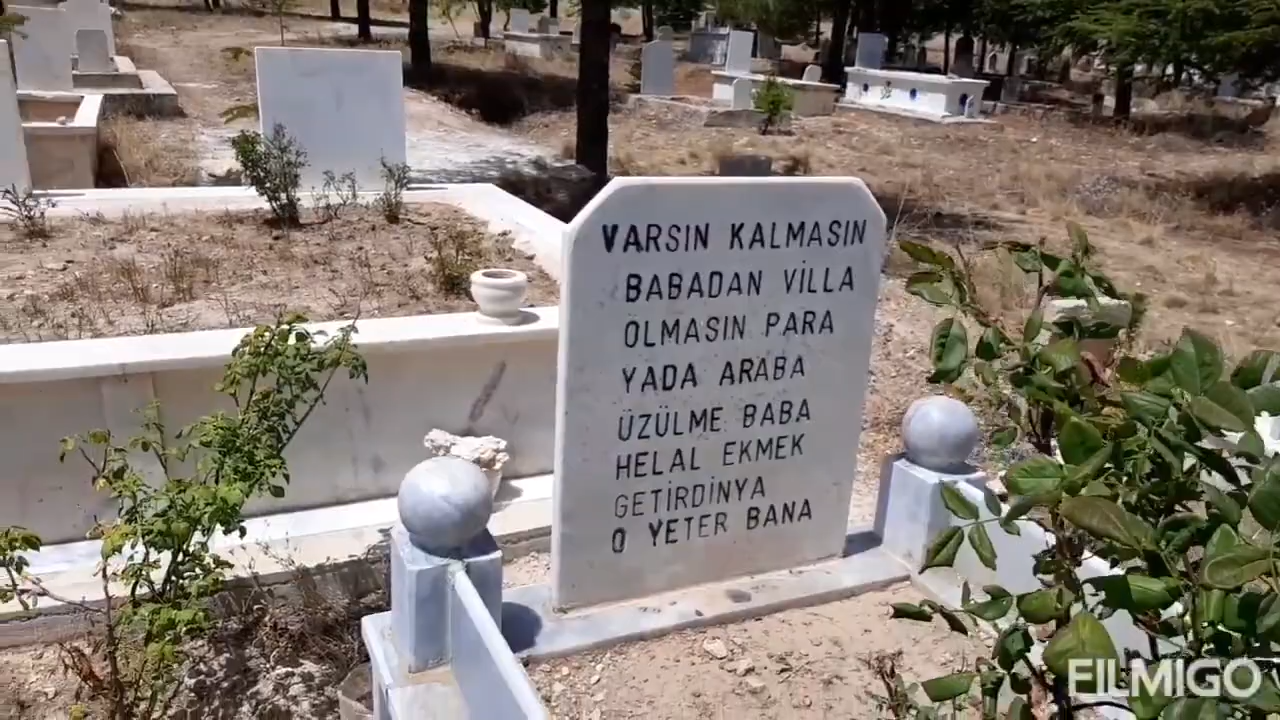 VARSIN KALMASIN
BABADAN VİLLA
OLMASIN PARA
YADA ARABA
ÜZÜLME BABA
HELAL EKMEK
GETİRDİNYA
O YETER BANA
FILMIGO